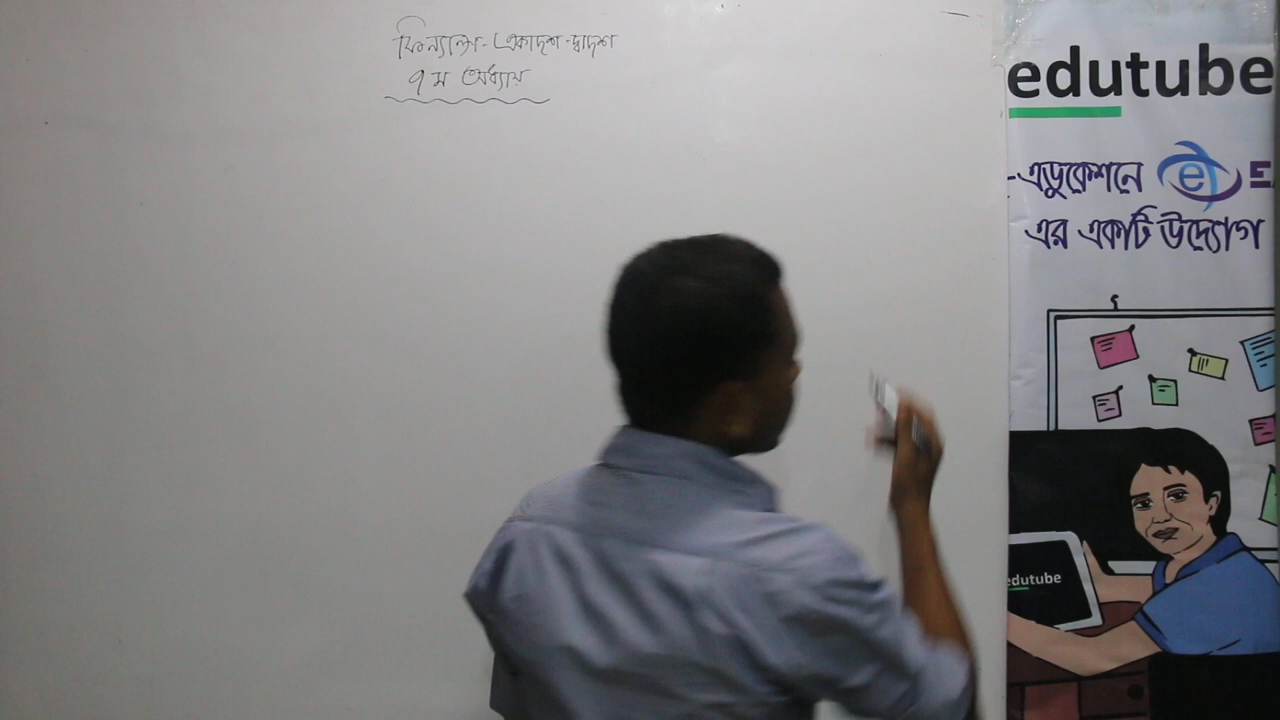 ফিন্যান্স - একাদশ - দ্বাদশ
৭ম অধ্যায়
edutube
-এডুকেশনে e E
এর একটি উদ্যোগ
edutube